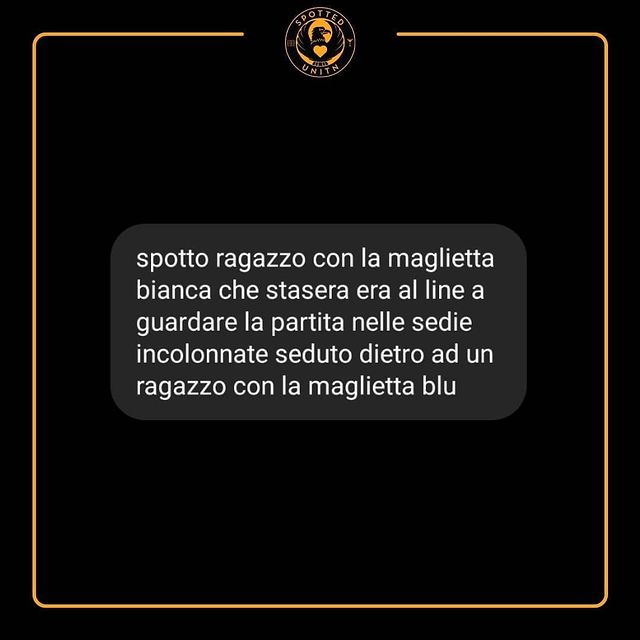 SPOTTED
UNITN
spotto ragazzo con la maglietta
bianca che stasera era al line a
guardare la partita nelle sedie
incolonnate seduto dietro ad un
ragazzo con la maglietta blu